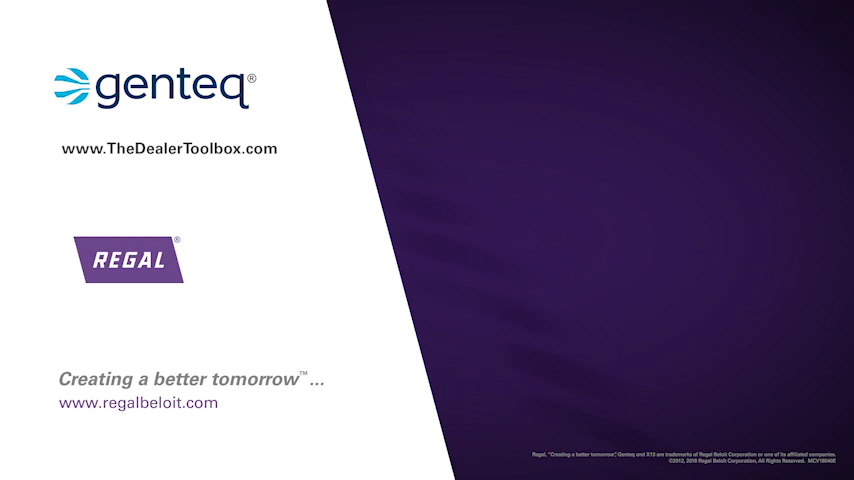 genteq®
www.TheDealerToolbox.com
REGAL®
Creating a better tomorrow™...
www.regalbeloit.com
Regal, "Creating a better tomorrow", Genteq and X13 are trademarks of Regal Beloit Corporation or one of its affiliated companies.
©2012, 2018 Regal Beloit Corporation, All Rights Reserved. MCV18040E